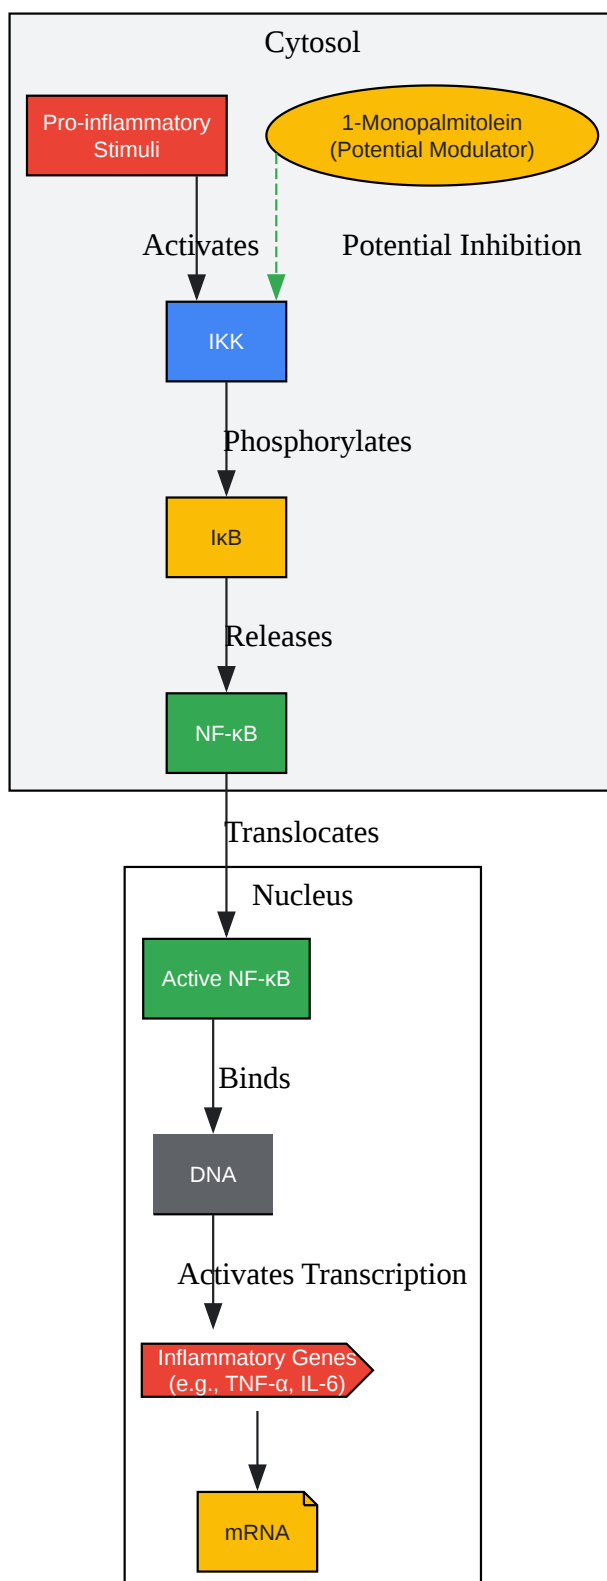 Cytosol
Pro-inflammatory
Stimuli
1-Monopalmitolein
(Potential Modulator)
Activates
Potential Inhibition
IKK
Phosphorylates
IκB
Releases
NF-κB
Translocates
Nucleus
Active NF-κB
Binds
DNA
Activates Transcription
Inflammatory Genes
(e.g., TNF-α, IL-6)
mRNA